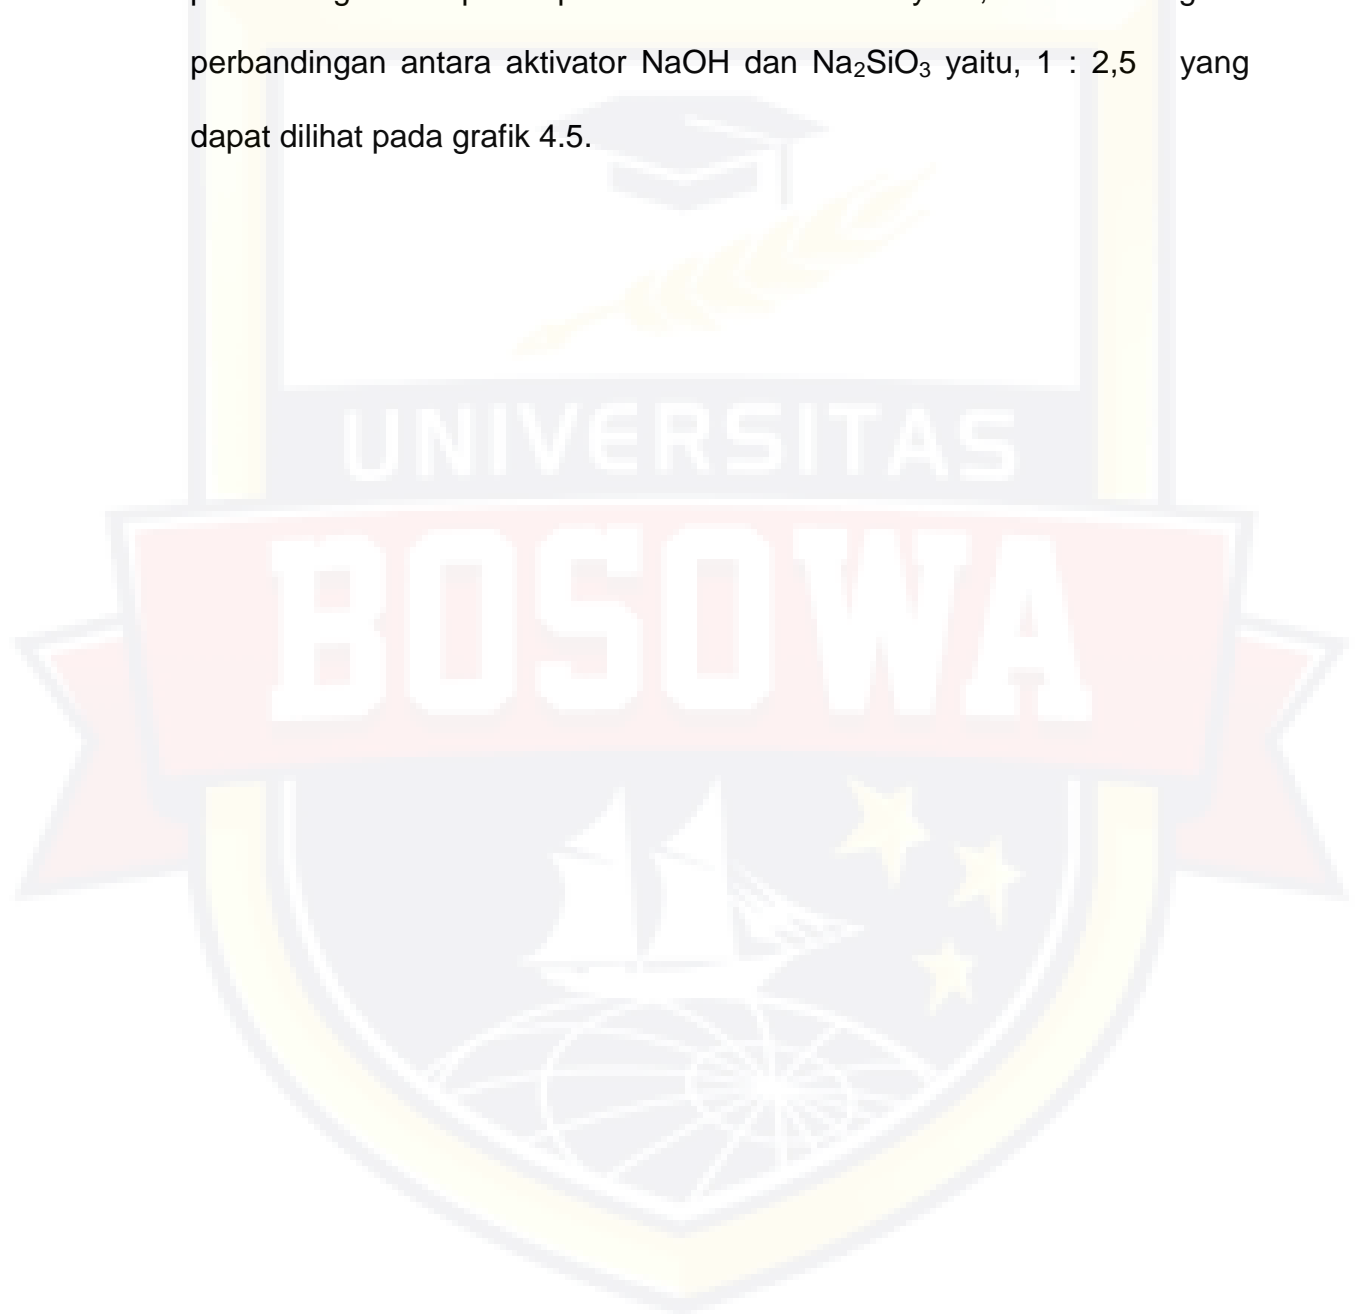 perbandingan antara aktivator NaOH dan Na₂SiO₃ yaitu, 1 : 2,5 yang
dapat dilihat pada grafik 4.5.
UNIVERSITAS
BOSOWA